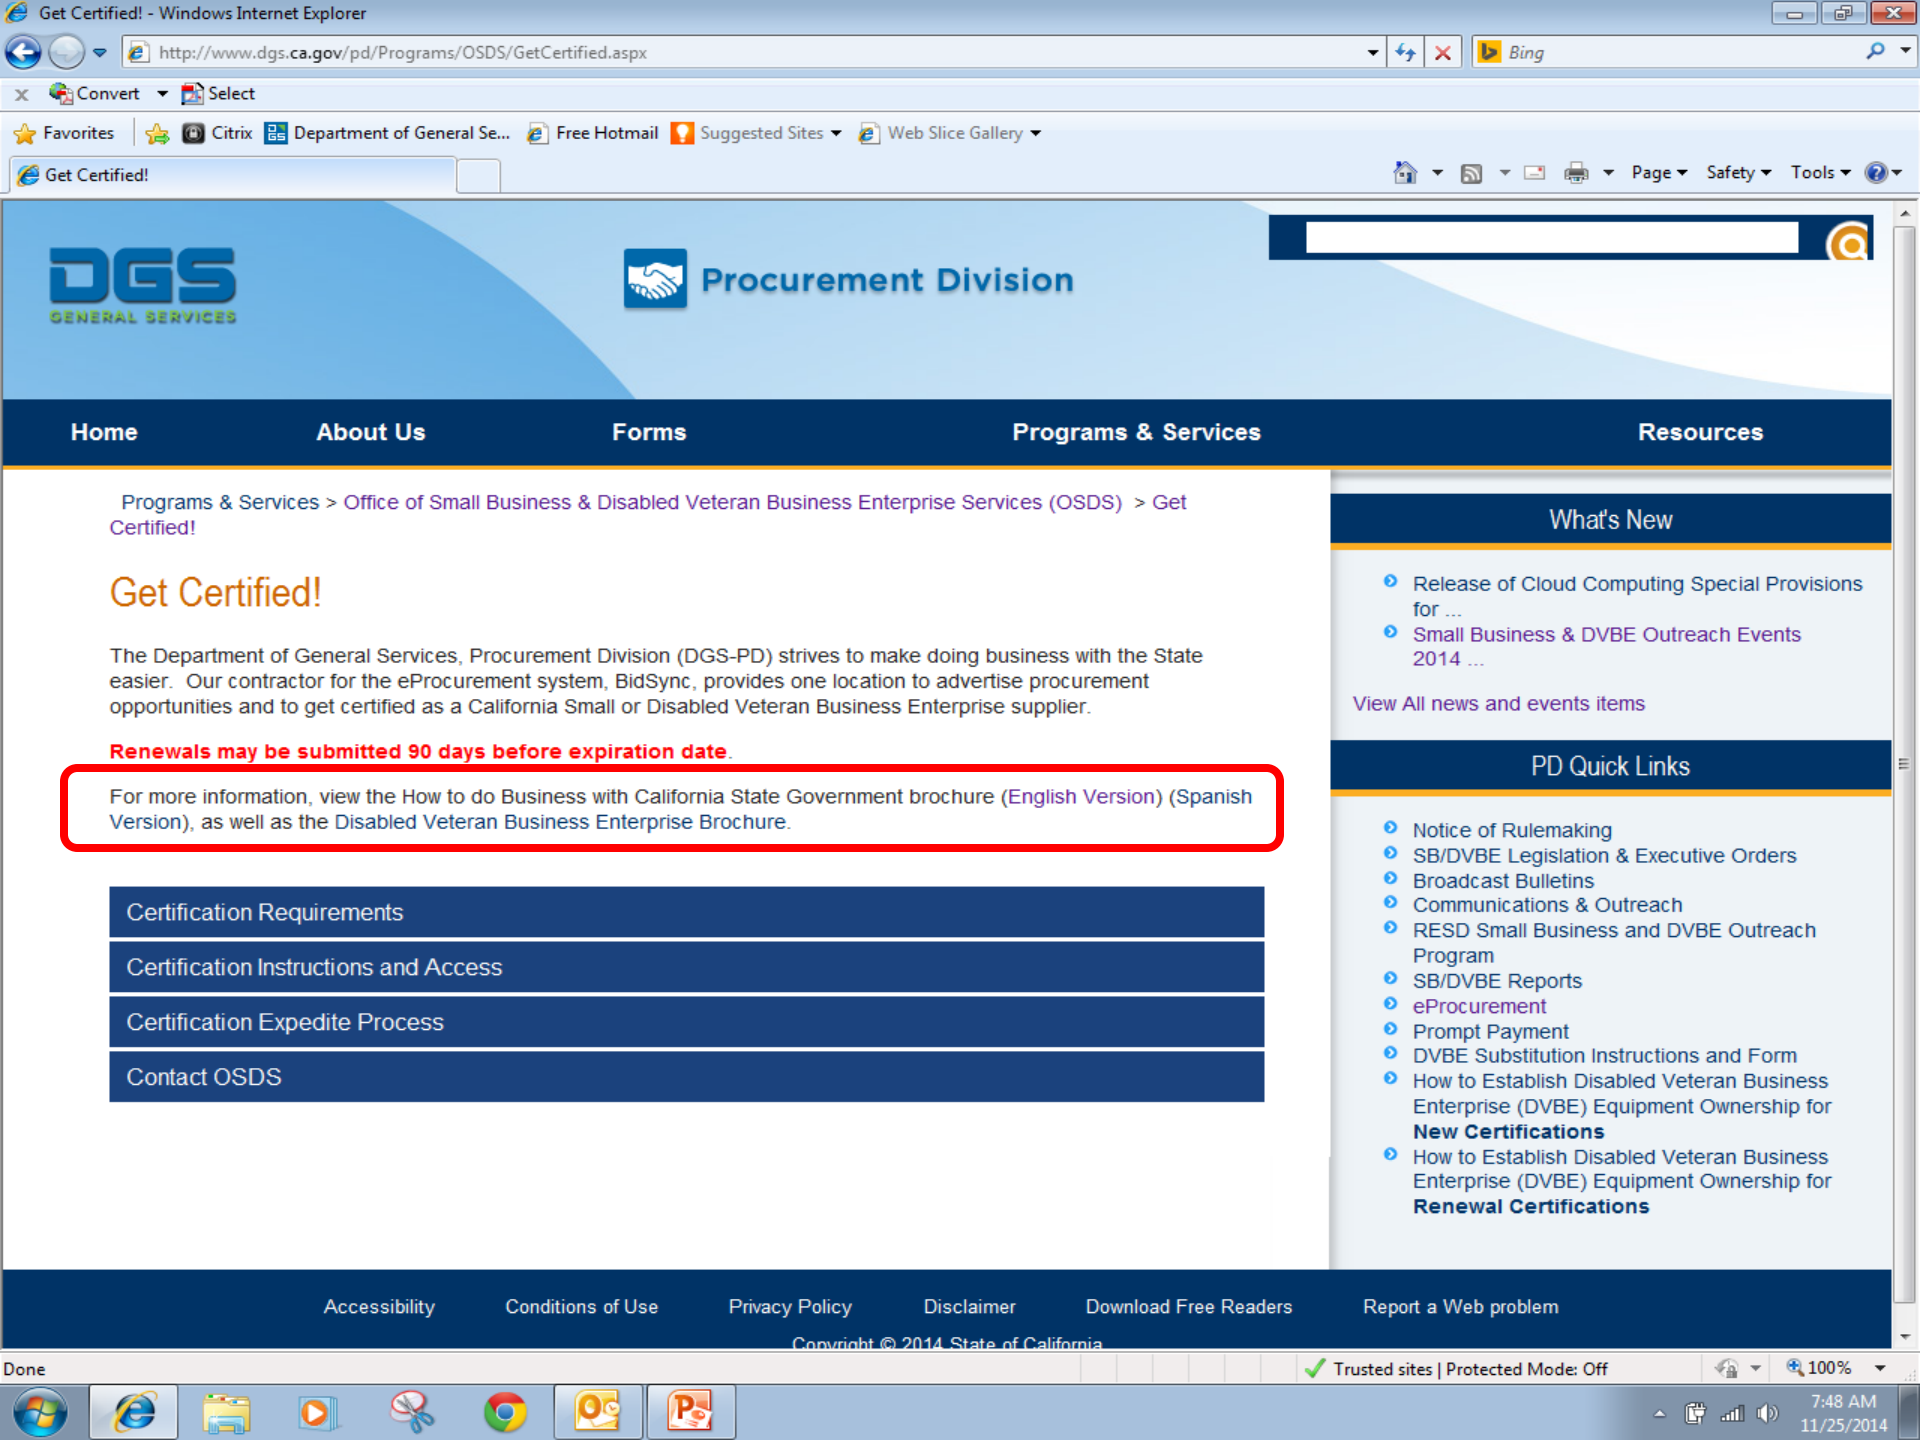 Get Certified! - Windows Internet Explorer
http://www.dgs.ca.gov/pd/Programs/OSDS/GetCertified.aspx
Bing
x Convert Select
Favorites Citrix Department of General Se... Free Hotmail Suggested Sites Web Slice Gallery
Get Certified!
Page Safety Tools
DGS
GENERAL SERVICES
Procurement Division
Home About Us Forms Programs & Services Resources
Programs & Services > Office of Small Business & Disabled Veteran Business Enterprise Services (OSDS) > Get
Certified!
Get Certified!
The Department of General Services, Procurement Division (DGS-PD) strives to make doing business with the State
easier. Our contractor for the eProcurement system, BidSync, provides one location to advertise procurement
opportunities and to get certified as a California Small or Disabled Veteran Business Enterprise supplier.
Renewals may be submitted 90 days before expiration date.
For more information, view the How to do Business with California State Government brochure (English Version) (Spanish
Version), as well as the Disabled Veteran Business Enterprise Brochure.
Certification Requirements
Certification Instructions and Access
Certification Expedite Process
Contact OSDS
What's New
Release of Cloud Computing Special Provisions
for ...
Small Business & DVBE Outreach Events
2014 ...
View All news and events items
PD Quick Links
Notice of Rulemaking
SB/DVBE Legislation & Executive Orders
Broadcast Bulletins
Communications & Outreach
RESD Small Business and DVBE Outreach
Program
SB/DVBE Reports
eProcurement
Prompt Payment
DVBE Substitution Instructions and Form
How to Establish Disabled Veteran Business
Enterprise (DVBE) Equipment Ownership for
New Certifications
How to Establish Disabled Veteran Business
Enterprise (DVBE) Equipment Ownership for
Renewal Certifications
Accessibility Conditions of Use Privacy Policy Disclaimer Download Free Readers Report a Web problem
Copyright © 2014 State of California
Done Trusted sites | Protected Mode: Off 100%
7:48 AM
11/25/2014